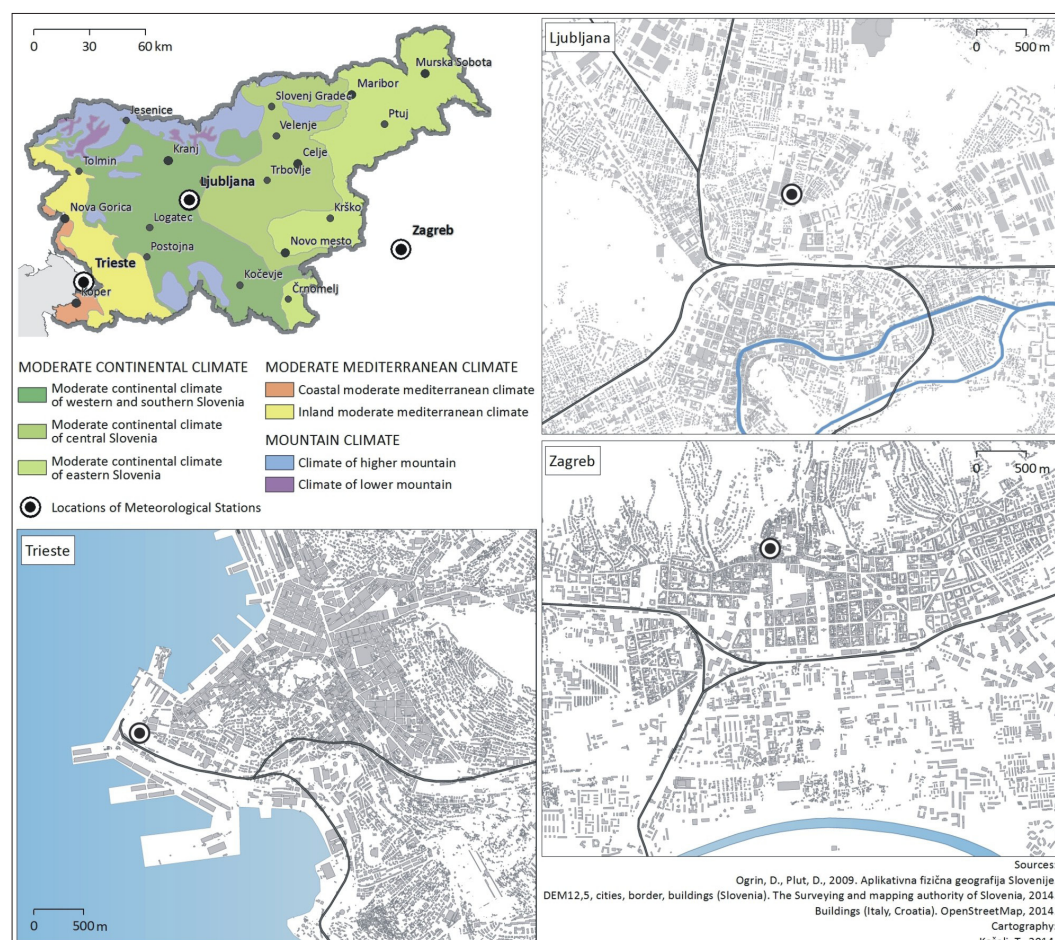 0 30 60 km
Murska Sobota
Maribor
Slovenj Gradec
Jesenice
Ptuj
Velenje
Celje
Kranj
Tolmin
Trbovlje
Ljubljana
Nova Gorica
Krško
Logatec
Zagreb
Novo mesto
Postojna
Trieste
Kočevje
Koper
Črnomelj
MODERATE CONTINENTAL CLIMATE
Moderate continental climate
of western and southern Slovenia
Moderate continental climate
of central Slovenia
Moderate continental climate
of eastern Slovenia
MODERATE MEDITERRANEAN CLIMATE
Coastal moderate mediterranean climate
Inland moderate mediterranean climate
MOUNTAIN CLIMATE
Climate of higher mountain
Climate of lower mountain
Locations of Meteorological Stations
Ljubljana
0 500 m
Trieste
0 500 m
Zagreb
0 500 m
Sources:
Ogrin, D., Plut, D., 2009. Aplikativna fizična geografija Slovenije
DEM12,5, cities, border, buildings (Slovenia). The Surveying and mapping authority of Slovenia, 2014
Buildings (Italy, Croatia). OpenStreetMap, 2014
Cartography